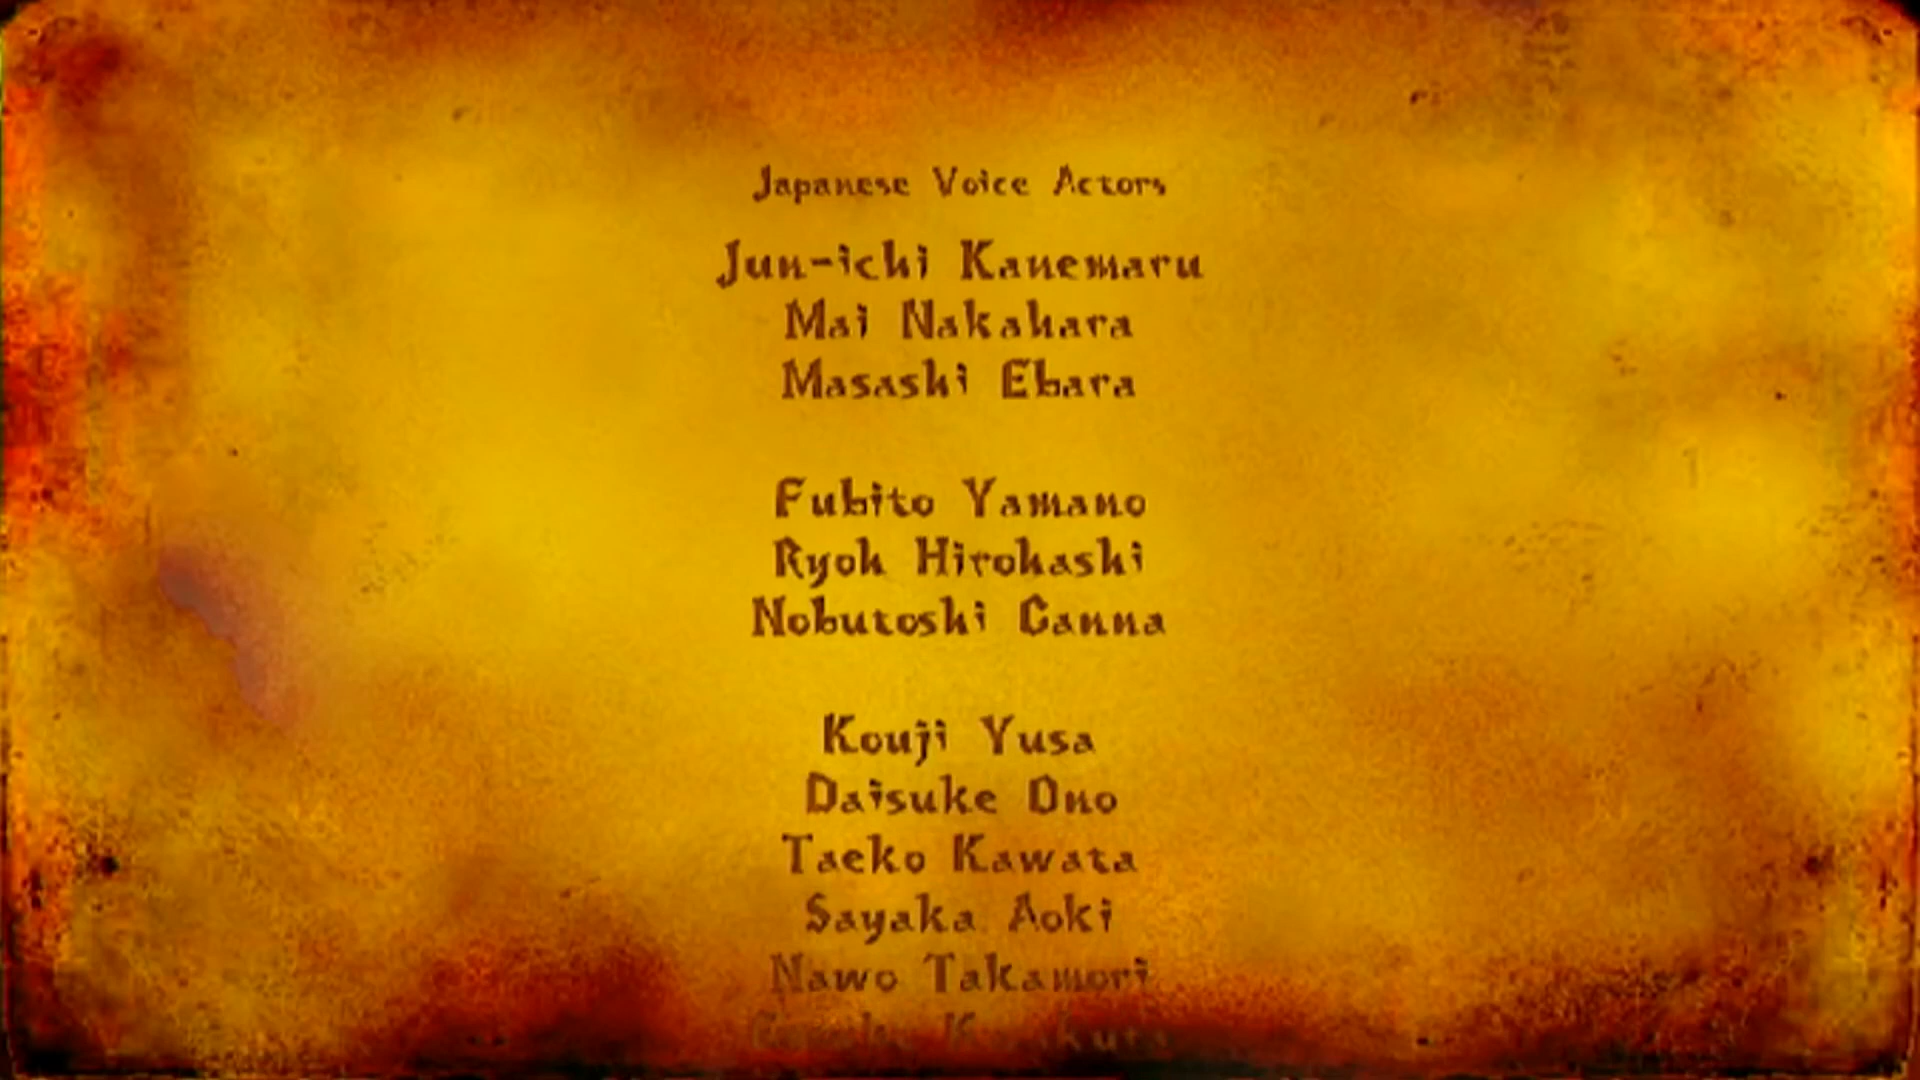 Japanese Voice Actors
Jun-ichi Kanemaru
Mai Nakahara
Masashi Ebara
Fubito Yamano
Ryoh Hirohashi
Nobutoshi Canna
Kouji Yusa
Daisuke Ono
Taeko Kawata
Sayaka Aoki
Nawo Takamori